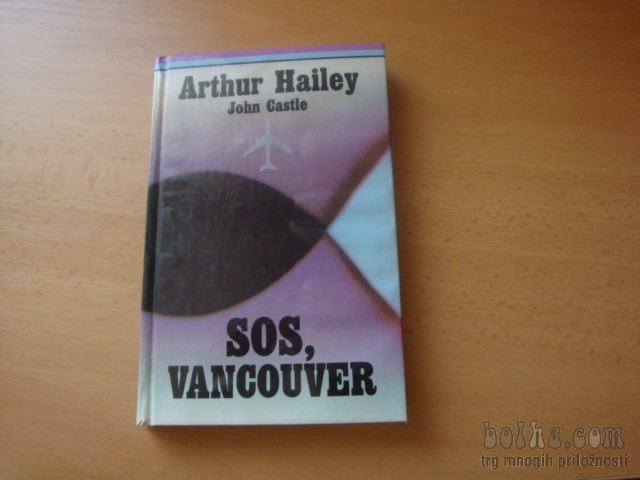 Arthur Hailey
John Castle
SOS,
VANCOUVER
bolha.com
trg mnogih priložnosti